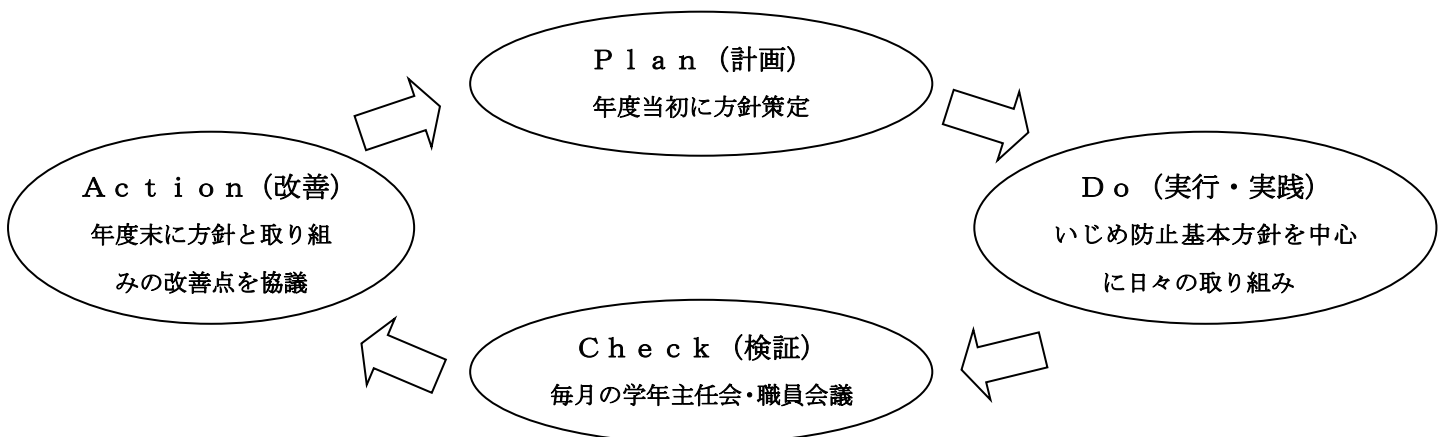 Ｐｌａｎ（計画）
年度当初に方針策定
Ａｃｔｉｏｎ（改善）
年度末に方針と取り組
みの改善点を協議
Ｄｏ（実行・実践）
いじめ防止基本方針を中心
に日々の取り組み
Ｃｈｅｃｋ（検証）
毎月の学年主任会・職員会議